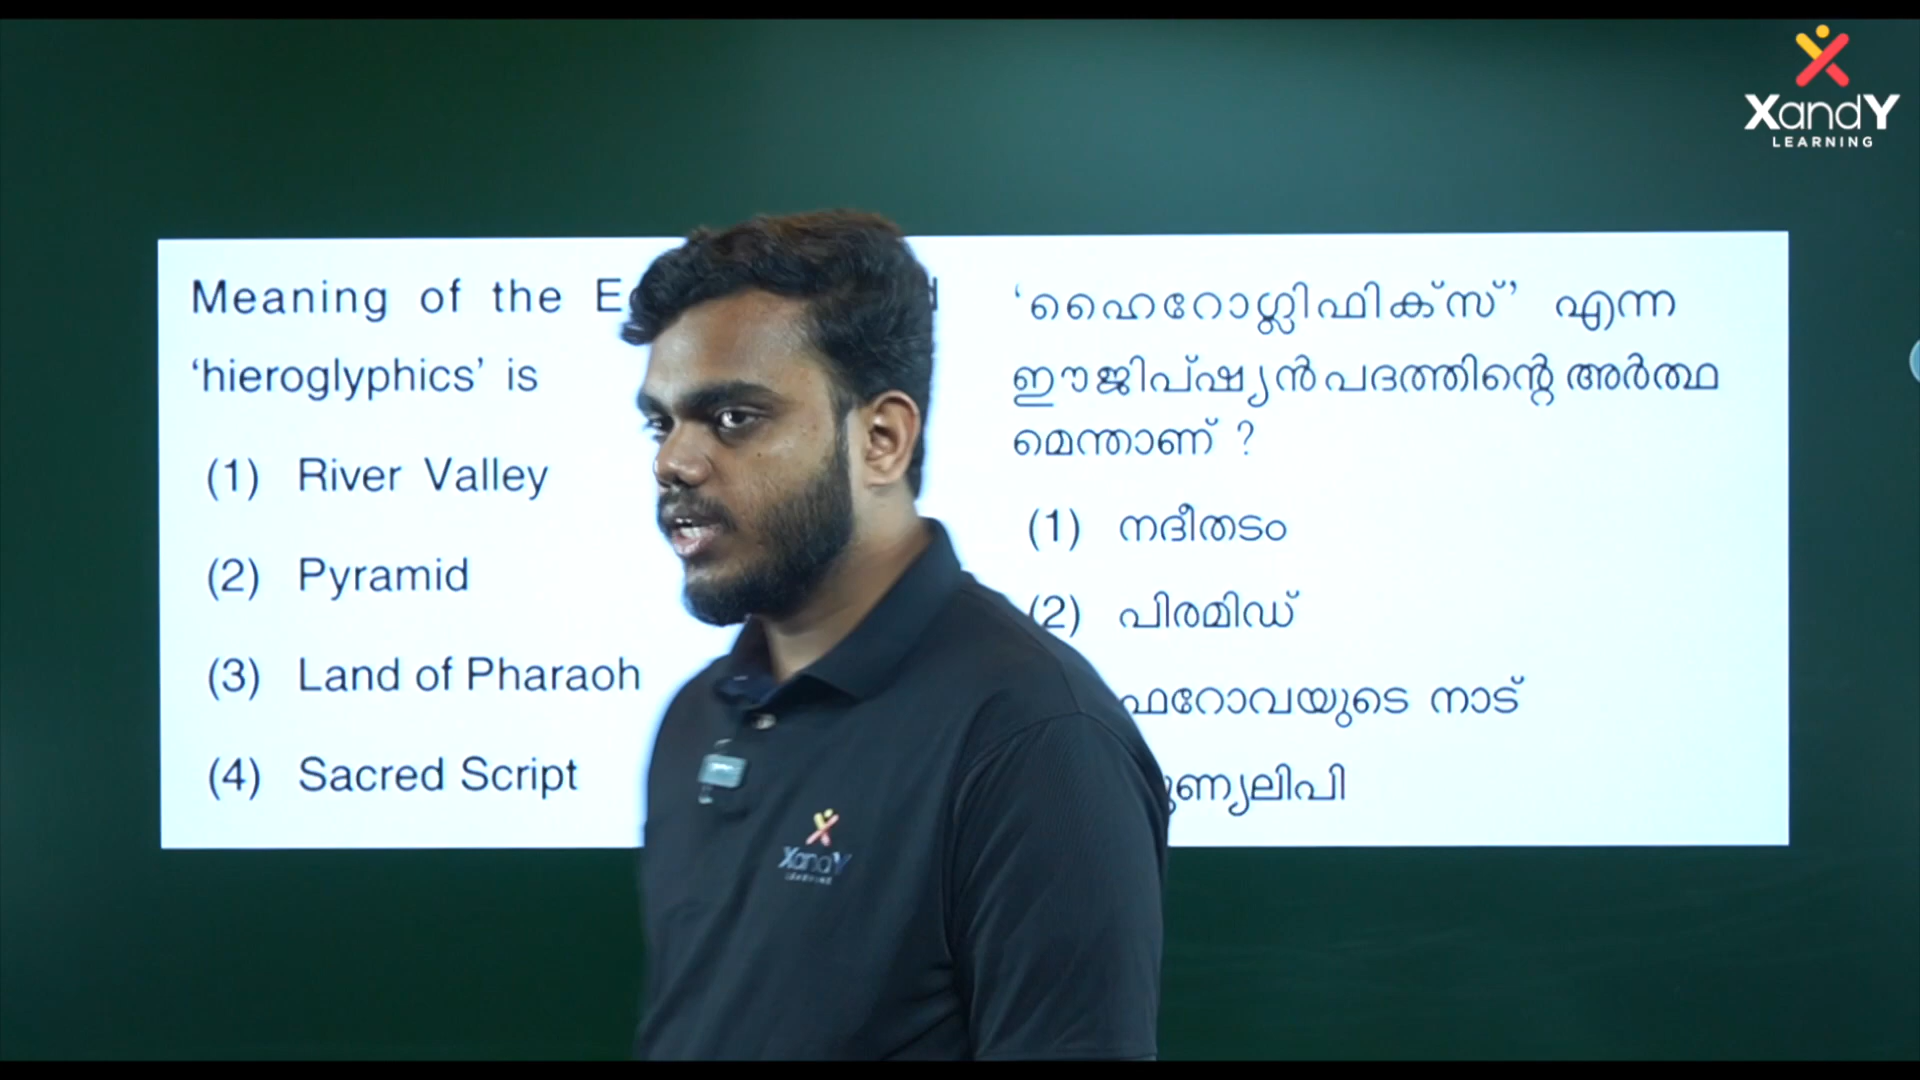 XandY
LEARNING
Meaning of the
'hieroglyphics' is
(1) River Valley
(2) Pyramid
(3) Land of Pharaoh
(4) Sacred Script
'ഹൈറോഗ്ലിഫിക്സ്' എന്ന
ഈജിപ്ഷ്യൻ പദത്തിന്റെ അർത്ഥ
മെന്താണ് ?
(1) നദീതടം
(2) പിരമിഡ്
ഫറോവയുടെ നാട്
XandY
LEARNING